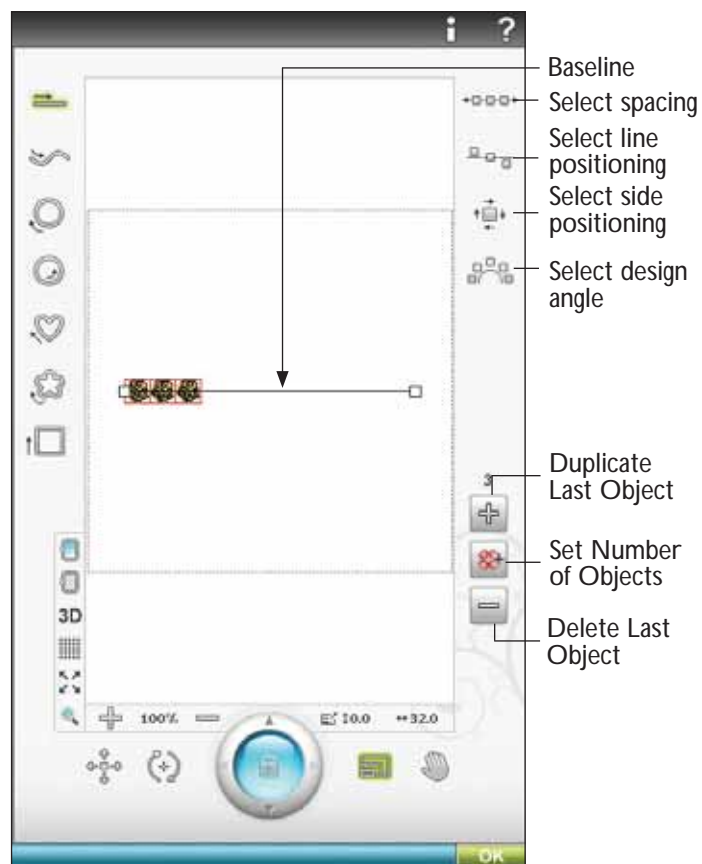 i ?
Baseline
Select spacing
Select line
positioning
Select side
positioning
Select design
angle
3
Duplicate
Last Object
Set Number
of Objects
Delete Last
Object
3D
100%
10.0
32.0
OK